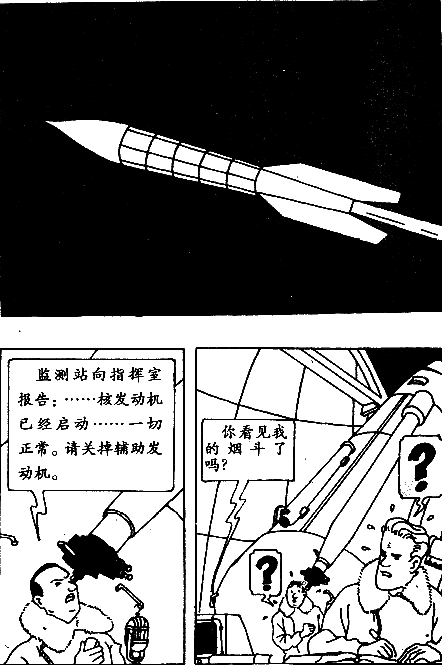 监测站向指挥室
报告：……核发动机
已经启动……一切
正常。请关掉辅助发
动机。
你看见我
的烟斗了
吗？
?
?